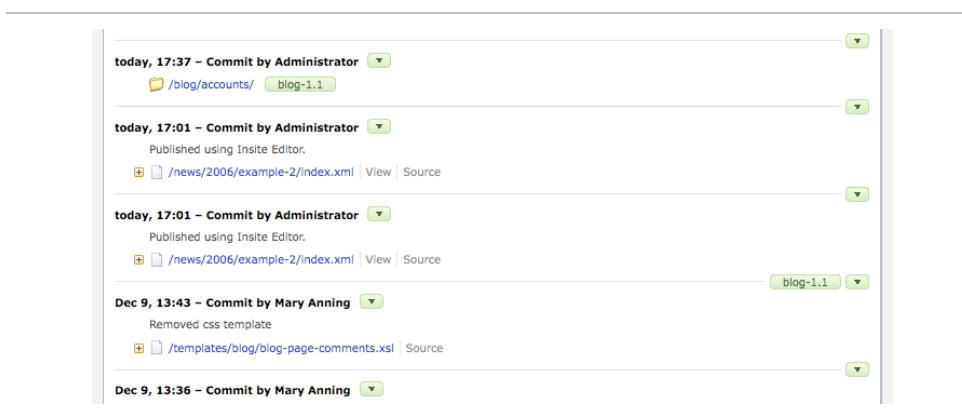 today, 17:37 – Commit by Administrator
/blog/accounts/ blog-1.1
today, 17:01 – Commit by Administrator
Published using Insite Editor.
/news/2006/example-2/index.xml View Source
today, 17:01 – Commit by Administrator
Published using Insite Editor.
/news/2006/example-2/index.xml View Source
blog-1.1
Dec 9, 13:43 – Commit by Mary Anning
Removed css template
/templates/blog/blog-page-comments.xsl Source
Dec 9, 13:36 – Commit by Mary Anning